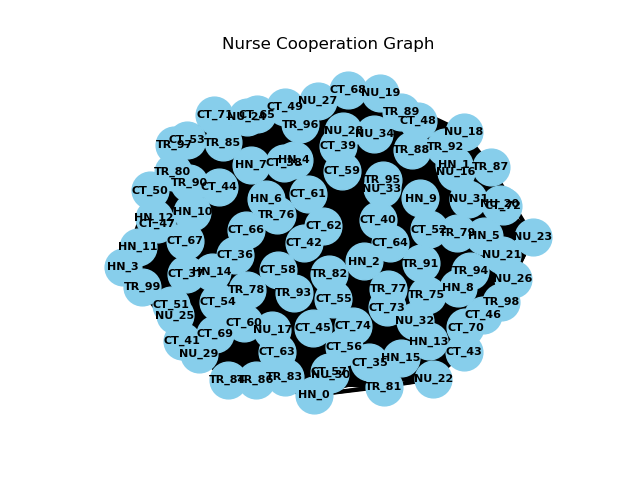 Nurse Cooperation Graph
CT_68
NU_19
NU_27
CT_49
TR_89
CT_71
NU_24
CT_65
CT_48
TR_96
NU_28
NU_34
NU_18
CT_53
TR_97
TR_85
CT_39
TR_88
TR_92
HN_4
CT_38
HN_7
HN_1
TR_87
TR_80
CT_59
NU_16
TR_95
TR_90
CT_44
NU_33
CT_50
CT_61
HN_6
HN_9
NU_31
NU_20
CT_72
HN_10
TR_76
HN_12
CT_47
CT_40
CT_62
CT_66
CT_52
TR_79
HN_5
NU_23
CT_67
CT_42
CT_64
HN_11
CT_36
NU_21
HN_2
TR_91
HN_3
CT_58
HN_14
CT_37
TR_82
TR_94
NU_26
TR_99
TR_78
TR_93
TR_77
HN_8
TR_75
CT_55
CT_54
TR_98
CT_51
CT_73
NU_25
CT_46
NU_32
CT_60
NU_17
CT_45
CT_74
CT_70
CT_69
CT_41
HN_13
CT_56
NU_29
CT_63
CT_43
HN_15
CT_35
CT_57
NU_30
TR_83
TR_84
TR_86
NU_22
TR_81
HN_0